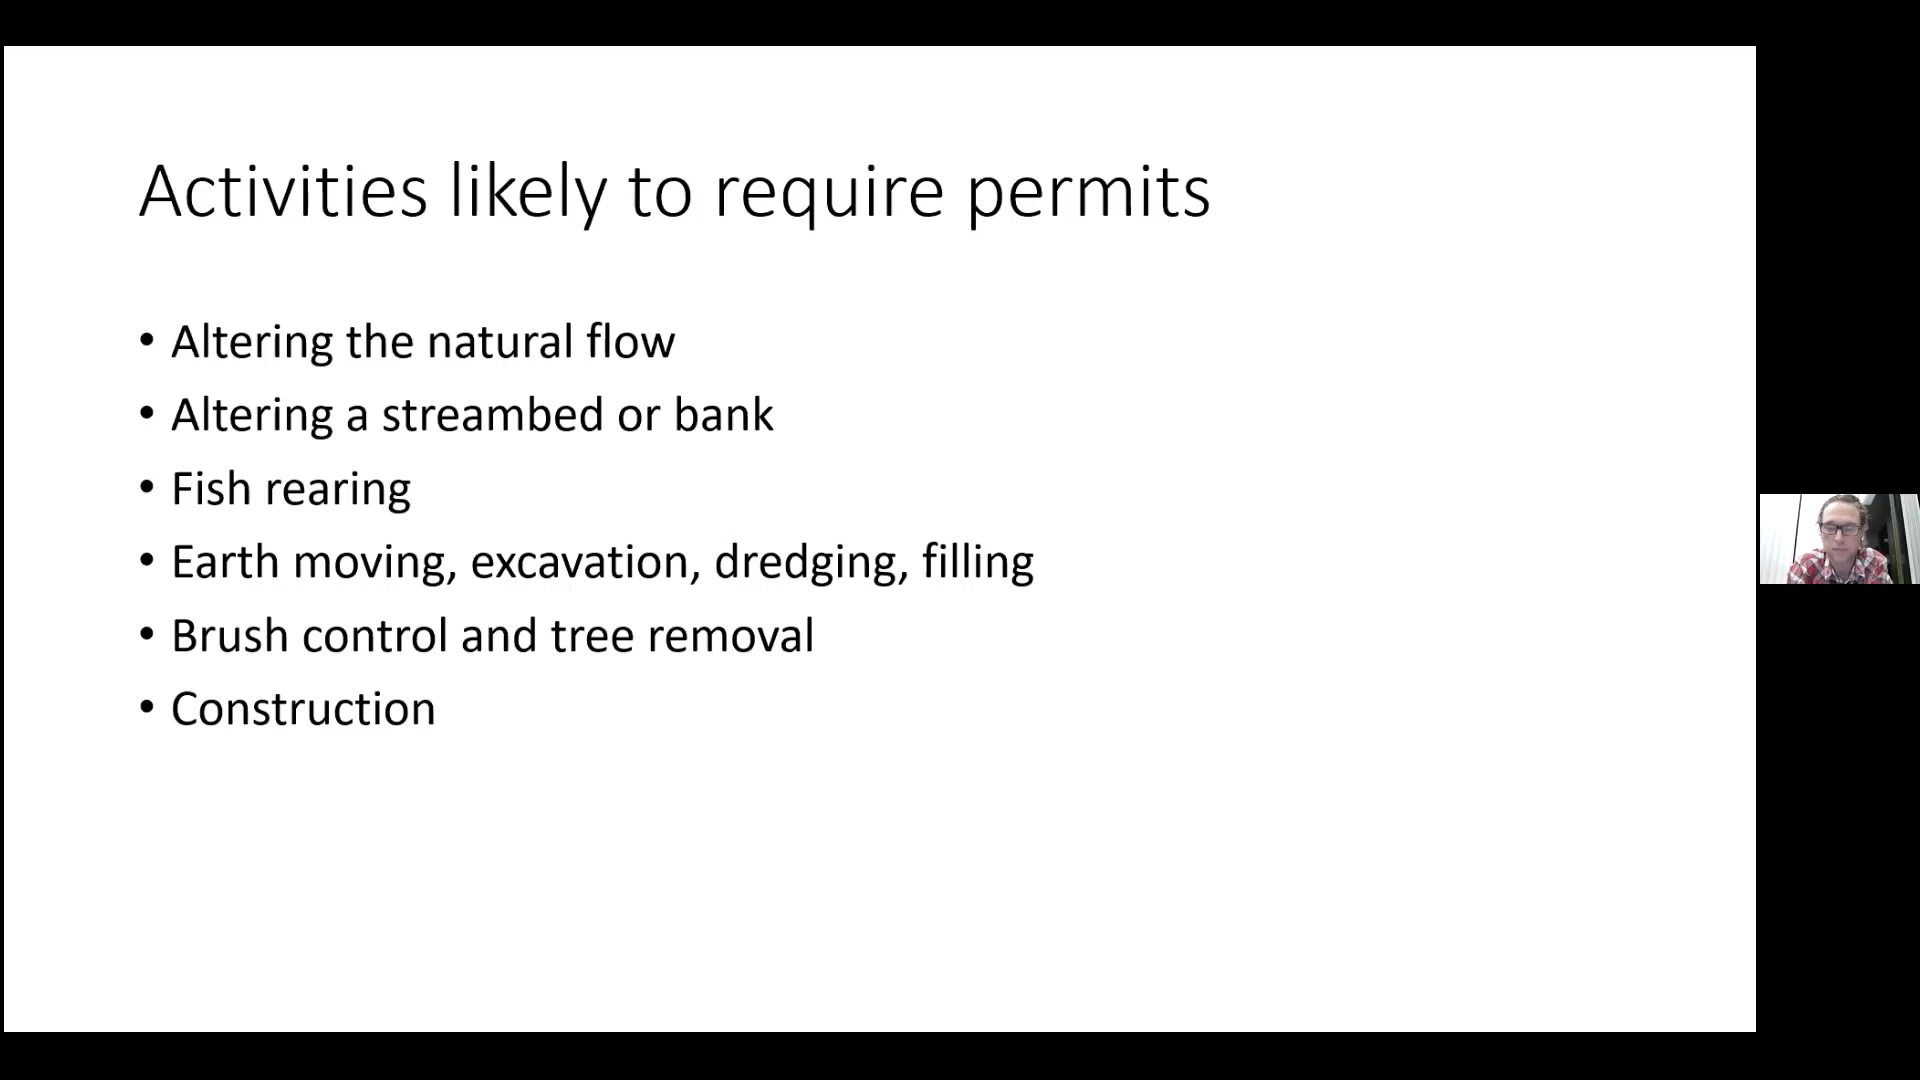 Activities likely to require permits
• Altering the natural flow
• Altering a streambed or bank
• Fish rearing
• Earth moving, excavation, dredging, filling
• Brush control and tree removal
• Construction